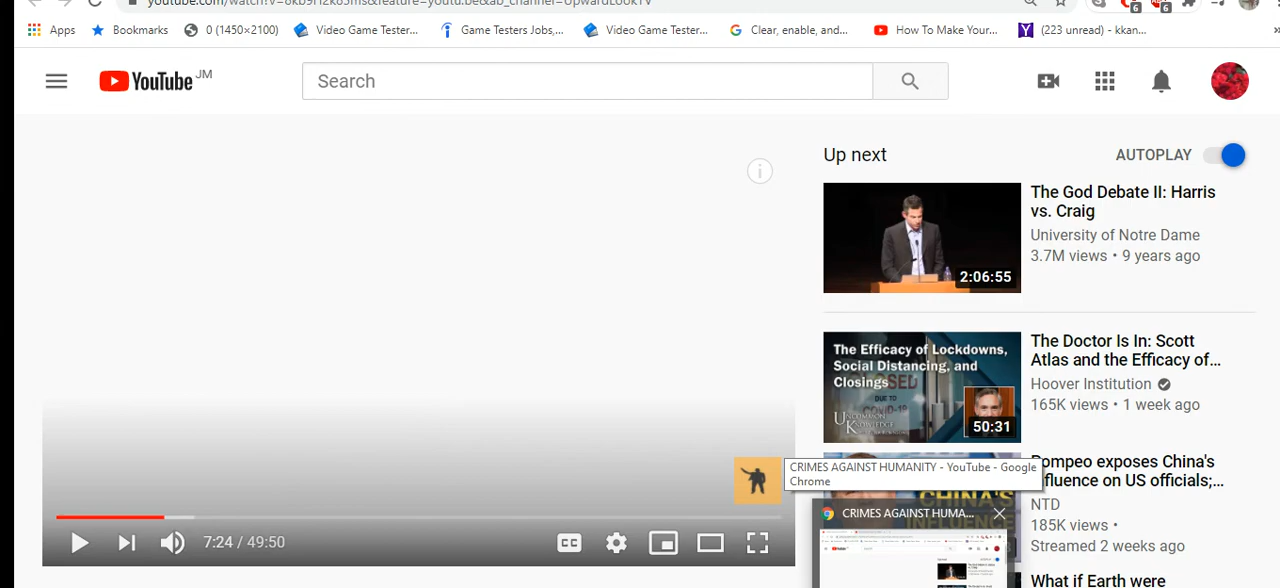 Apps
Bookmarks
0 (1450×2100)
Video Game Tester...
Game Testers Jobs,...
Video Game Tester...
Clear, enable, and...
How To Make Your...
(223 unread) - kkan...
YouTube JM
Search
Up next
AUTOPLAY
The God Debate II: Harris
vs. Craig
University of Notre Dame
3.7M views • 9 years ago
2:06:55
The Efficacy of Lockdowns,
Social Distancing, and
Closings
50:31
The Doctor Is In: Scott
Atlas and the Efficacy of...
Hoover Institution
165K views • 1 week ago
CRIMES AGAINST HUMANITY - YouTube - Google
Chrome
Pompeo exposes China's
influence on US officials;...
NTD
185K views •
Streamed 2 weeks ago
CRIMES AGAINST HUMA...
7:24 / 49:50
CC
What if Earth were